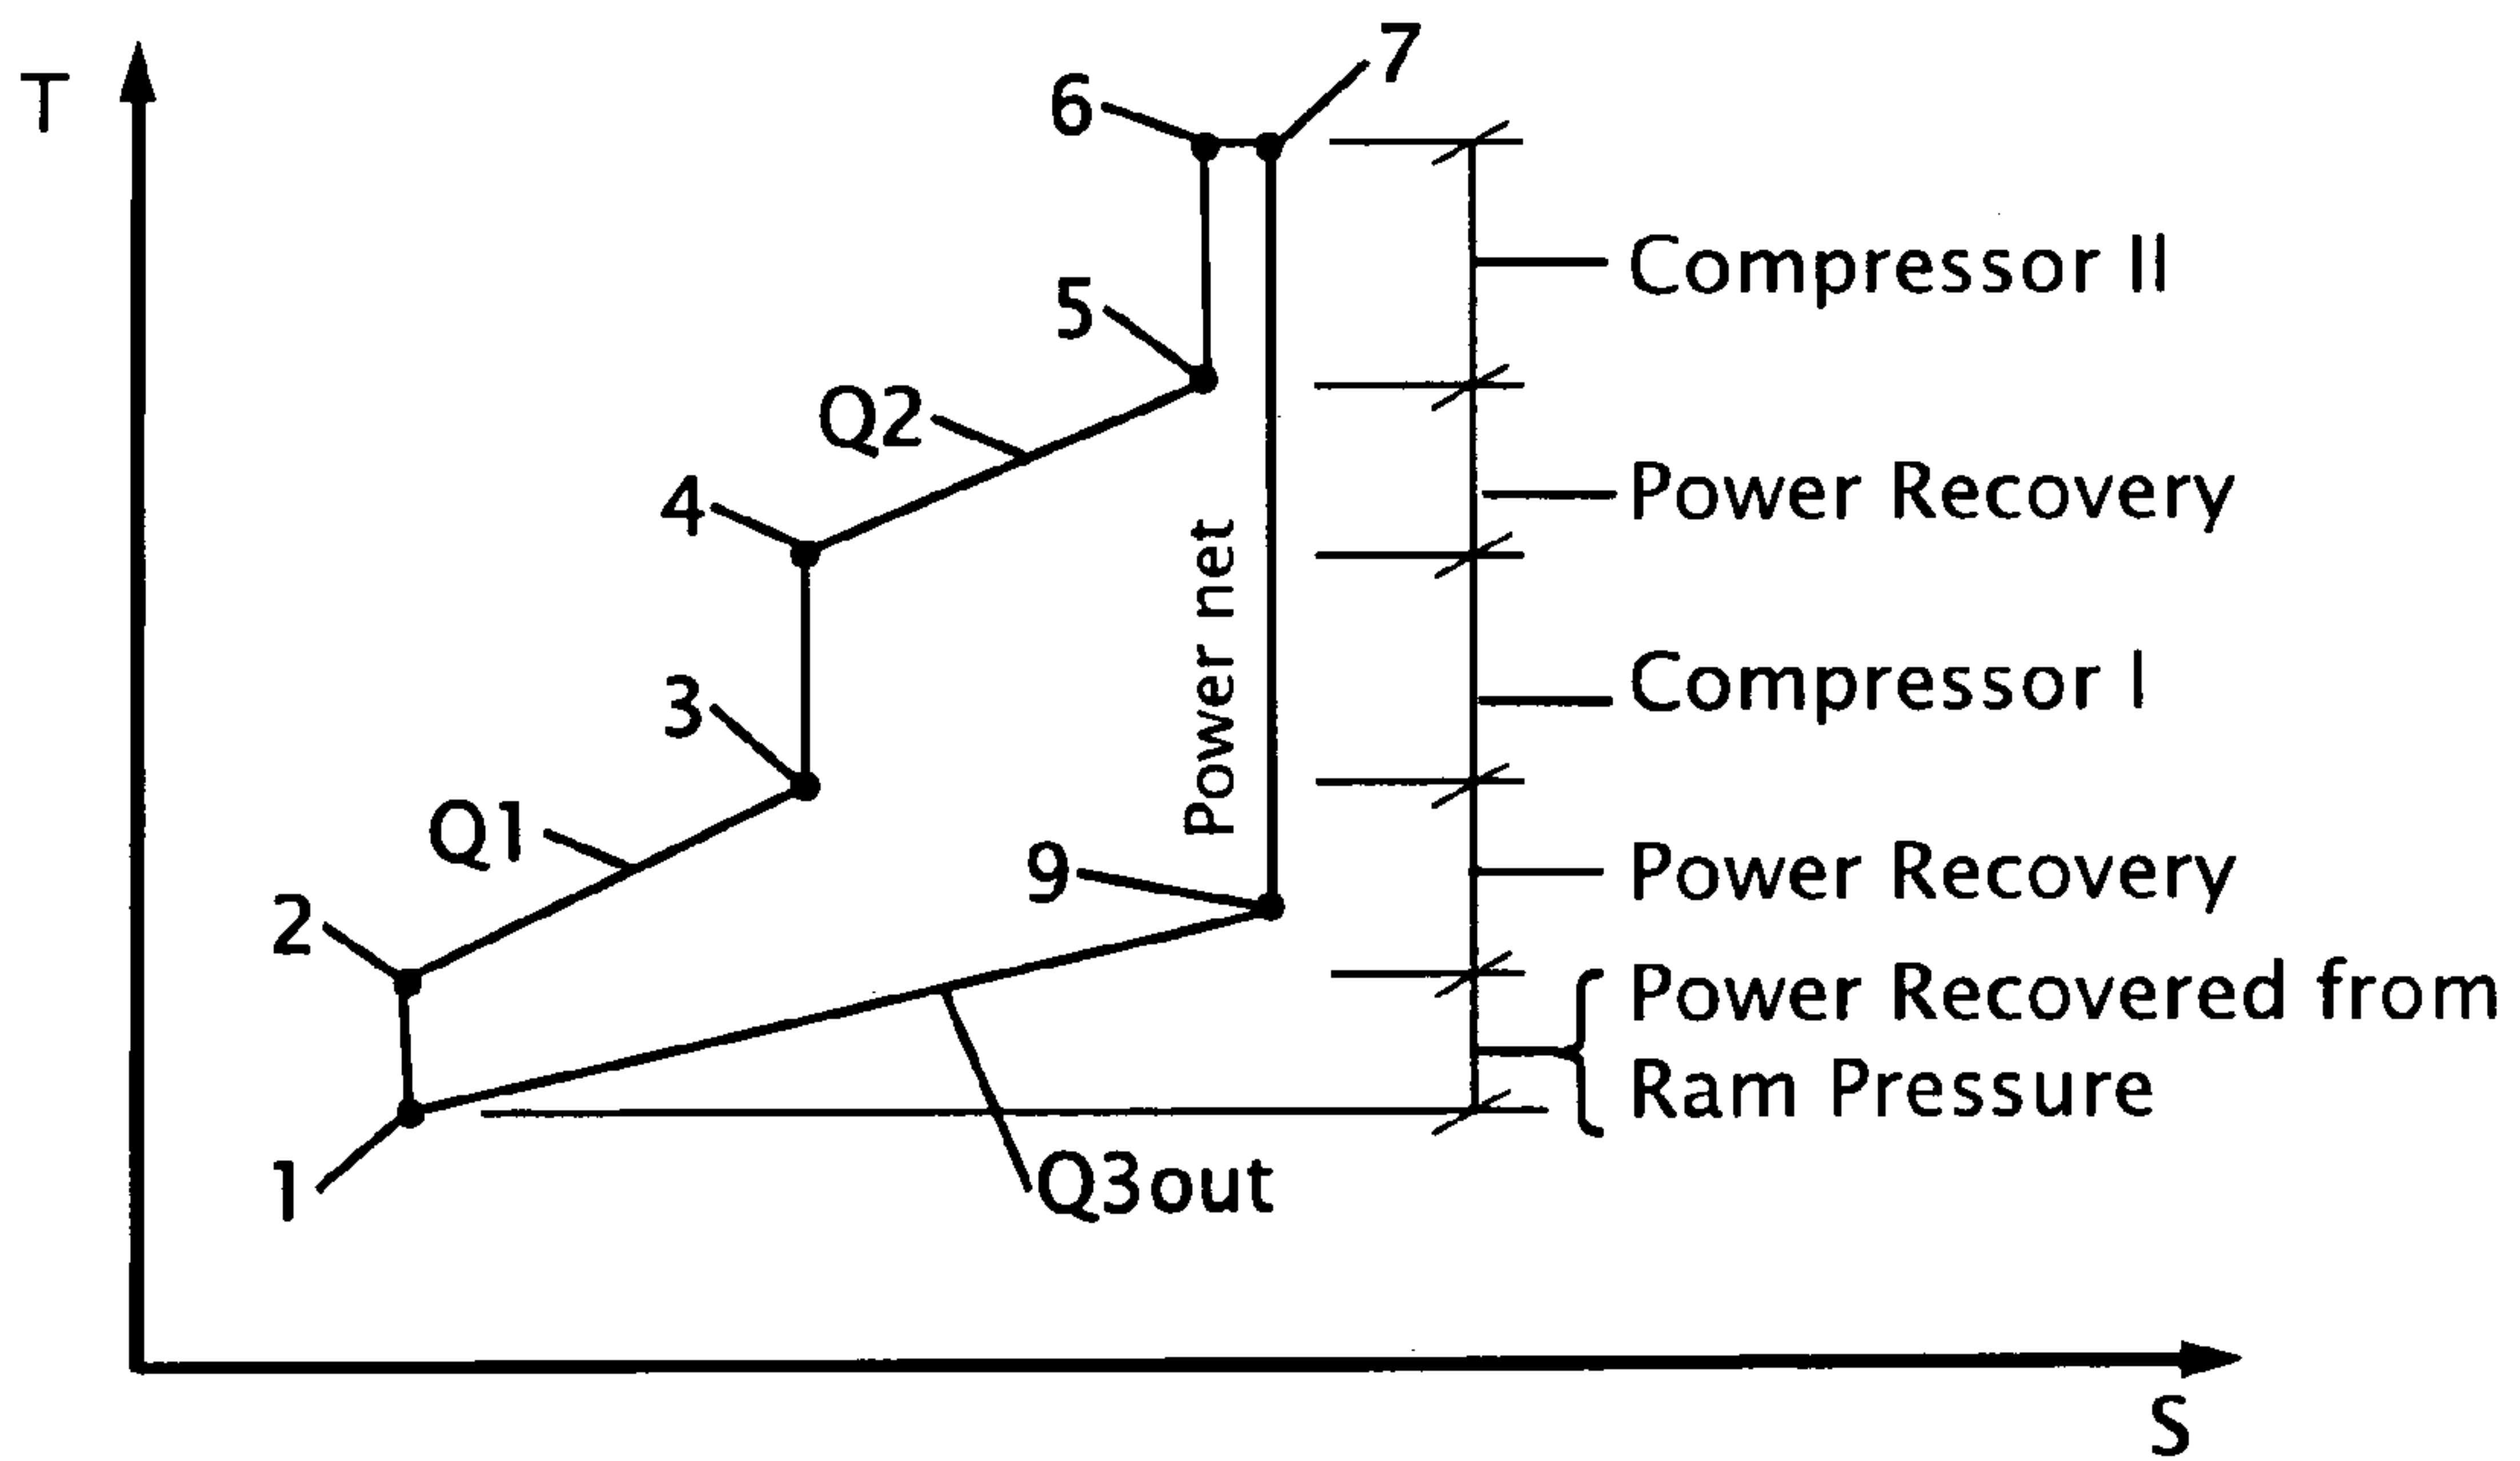 T
7
6
Compressor II
5
Q2
4
Power Recovery
Power net
Compressor I
3
Q1
9
Power Recovery
2
Power Recovered from
Ram Pressure
1
Q3out
S